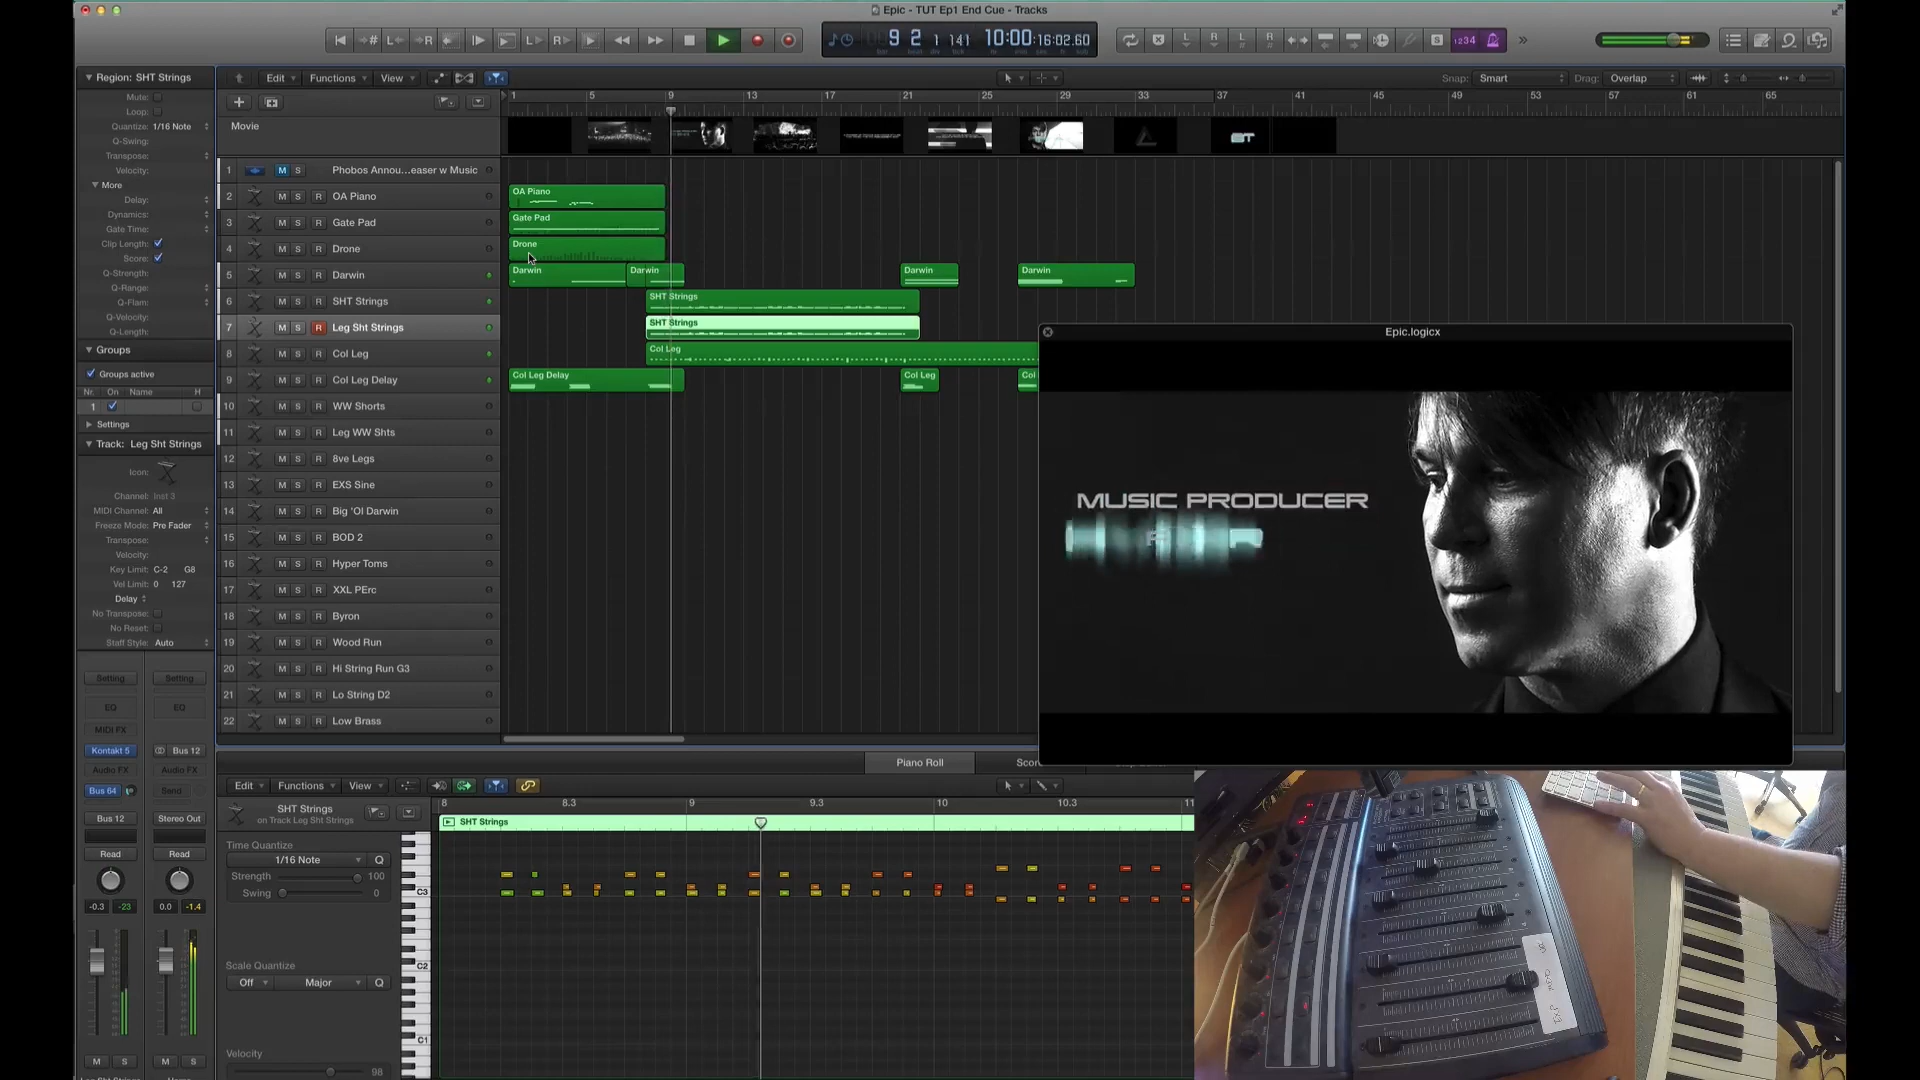 Epic - TUT Ep1 End Cue - Tracks
9 2 1 141 10:00:16:02.60
1234
Region: SHT Strings
Edit Functions View
Snap: Smart Drag: Overlap
Mute:
Loop:
Quantize: 1/16 Note
Q-Swing:
Transpose:
Velocity:
More
Delay:
Dynamics:
Gate Time:
Clip Length:
Score:
Q-Strength:
Q-Range:
Q-Flam:
Q-Velocity:
Q-Length:
Groups
Groups active
Nr. On Name H
1
Settings
Track: Leg Sht Strings
Icon:
Channel: Inst 3
MIDI Channel: All
Freeze Mode: Pre Fader
Transpose:
Velocity:
Key Limit: C-2 G8
Vel Limit: 0 127
Delay
No Transpose:
No Reset:
Staff Style: Auto
Setting Setting
EQ EQ
MIDI FX
Kontakt 5 Bus 12
Audio FX Audio FX
Bus 64 Send
Bus 12 Stereo Out
Read Read
-0.3 -23 0.0 -1.4
M S M S
1 5 9 13 17 21 25 29 33 37 41 45 49 53 57 61 65
Movie
ST
1 M S Phobos Annou...easer w Music
2 M S R OA Piano
3 M S R Gate Pad
4 M S R Drone
5 M S R Darwin
6 M S R SHT Strings
7 M S R Leg Sht Strings
8 M S R Col Leg
9 M S R Col Leg Delay
10 M S R WW Shorts
11 M S R Leg WW Shts
12 M S R 8ve Legs
13 M S R EXS Sine
14 M S R Big 'Ol Darwin
15 M S R BOD 2
16 M S R Hyper Toms
17 M S R XXL PErc
18 M S R Byron
19 M S R Wood Run
20 M S R Hi String Run G3
21 M S R Lo String D2
22 M S R Low Brass
OA Piano
Gate Pad
Drone
Darwin Darwin Darwin Darwin
SHT Strings
SHT Strings
Col Leg
Col Leg Delay Col Leg Col
Epic.logicx
MUSIC PRODUCER
Piano Roll Score
Edit Functions View
SHT Strings
on Track Leg Sht Strings
8 8.3 9 9.3 10 10.3 11
SHT Strings
Time Quantize
1/16 Note Q
Strength 100
Swing 0
Scale Quantize
Off Major Q
Velocity
98
C3
C2
C1